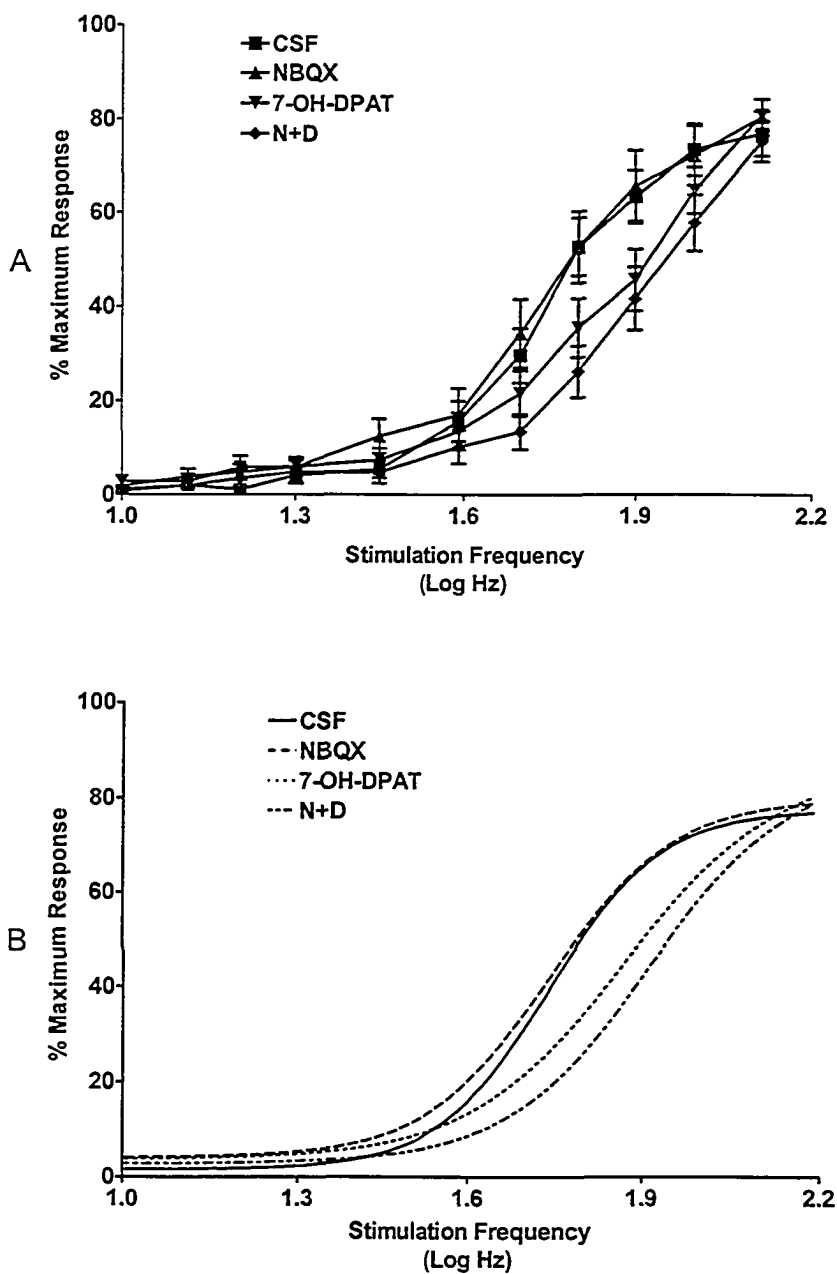 A
% Maximum Response
100
80
60
40
20
0
CSF
NBQX
7-OH-DPAT
N+D
1.0
1.3
1.6
1.9
2.2
Stimulation Frequency
(Log Hz)
B
% Maximum Response
100
80
60
40
20
0
CSF
NBQX
7-OH-DPAT
N+D
1.0
1.3
1.6
1.9
2.2
Stimulation Frequency
(Log Hz)